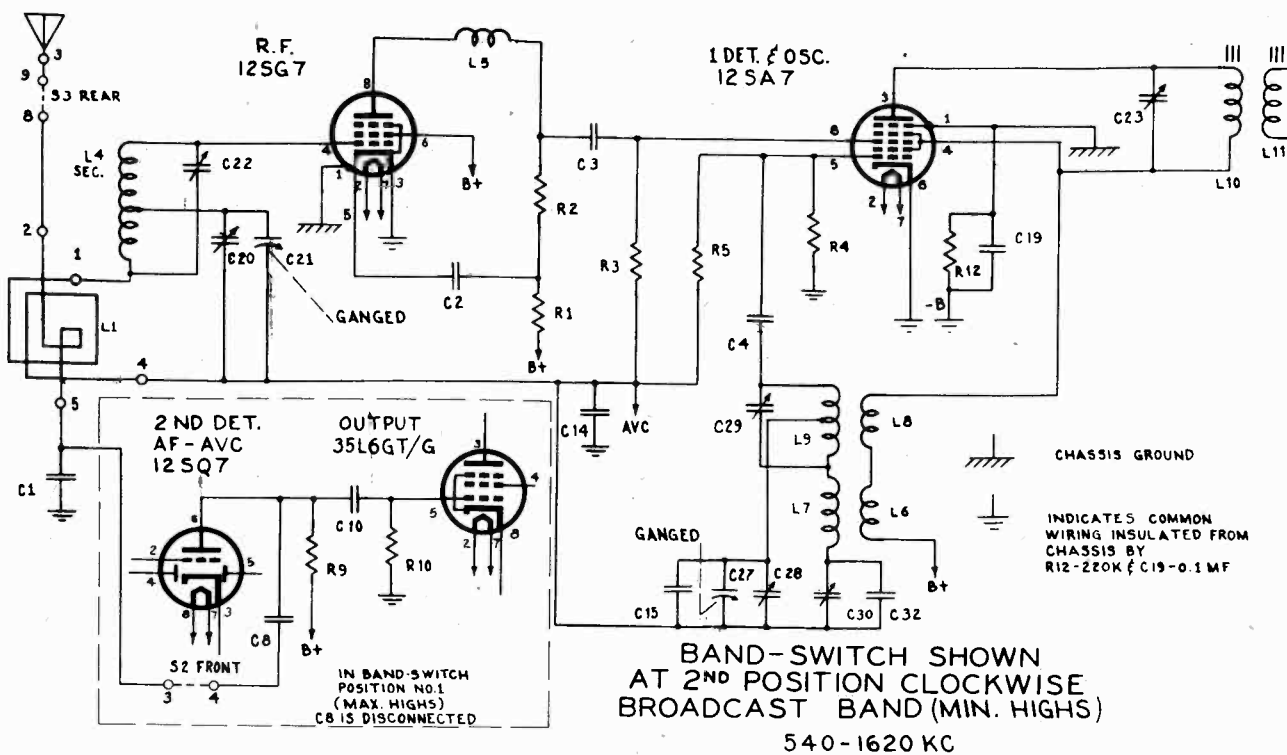 R.F.
12SG7
1 DET. & OSC.
12SA7
3
9
S3 REAR
8
L4
SEC.
2
1
L1
4
5
C1
C22
C20
C21
GANGED
8
4
1
2
7
3
5
6
B+
L5
C3
R2
C2
R1
B+
R3
AVC
C14
R5
R4
C4
C29
8
5
3
1
4
6
2
7
R12
C19
-B
C23
L10
L11
L9
L7
L8
L6
B+
GANGED
C15
C27
C28
C30
C32
CHASSIS GROUND
INDICATES COMMON
WIRING INSULATED FROM
CHASSIS BY
R12-220K & C19-0.1 MF
2ND DET.
AF-AVC
12SQ7
OUTPUT
35L6GT/G
6
2
4
5
8
7
3
C8
R9
B+
C10
R10
3
5
4
2
7
8
S2 FRONT
3
4
IN BAND-SWITCH
POSITION NO.1
(MAX. HIGHS)
C8 IS DISCONNECTED
BAND-SWITCH SHOWN
AT 2ND POSITION CLOCKWISE
BROADCAST BAND (MIN. HIGHS)
540-1620 KC